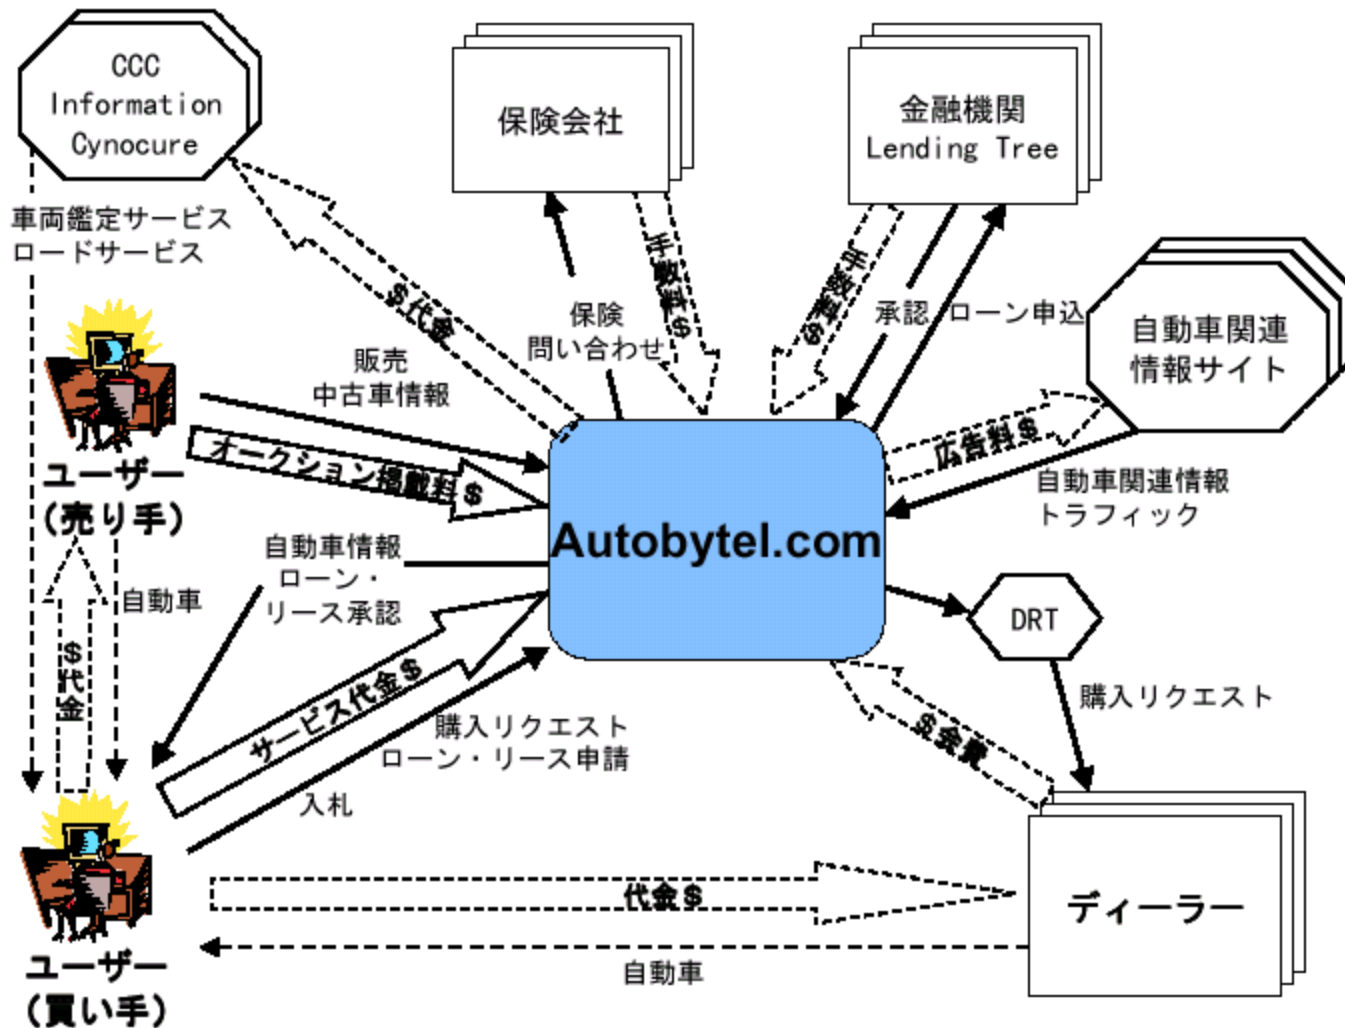 CCC
Information
Cynocure
保険会社
金融機関
Lending Tree
車両鑑定サービス
ロードサービス
＄代金
手数料＄
手数料＄
保険
問い合わせ
承認
ローン申込
自動車関連
情報サイト
販売
中古車情報
オークション掲載料＄
広告料＄
自動車関連情報
トラフィック
ユーザー
（売り手）
Autobytel.com
自動車情報
ローン・
リース承認
自動車
＄代金
DRT
購入リクエスト
サービス代金＄
購入リクエスト
ローン・リース申請
入札
＄会費
代金＄
ディーラー
自動車
ユーザー
（買い手）